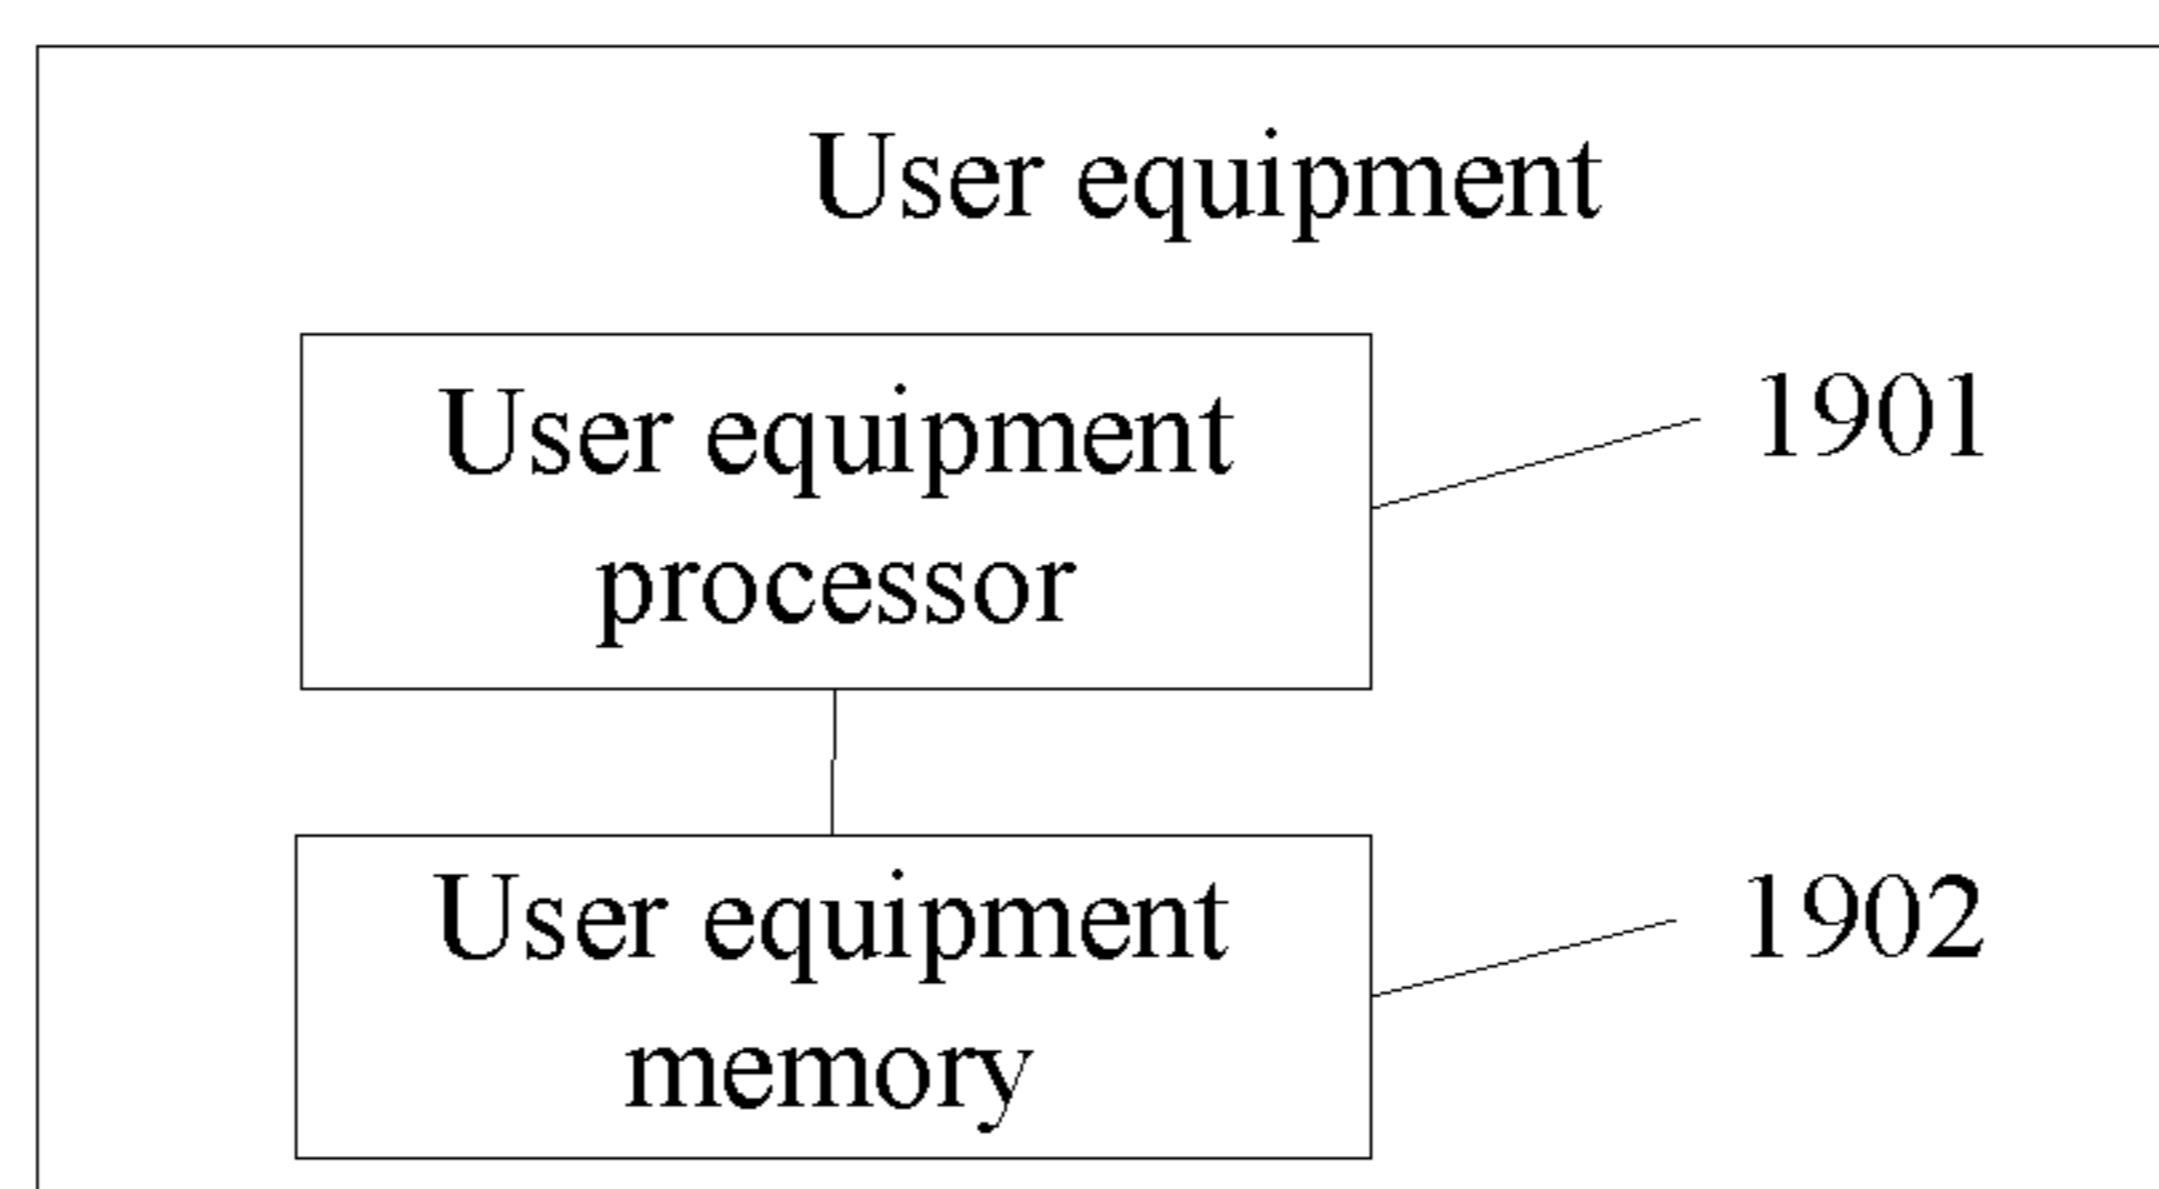 User equipment
User equipment
processor
1901
User equipment
memory
1902